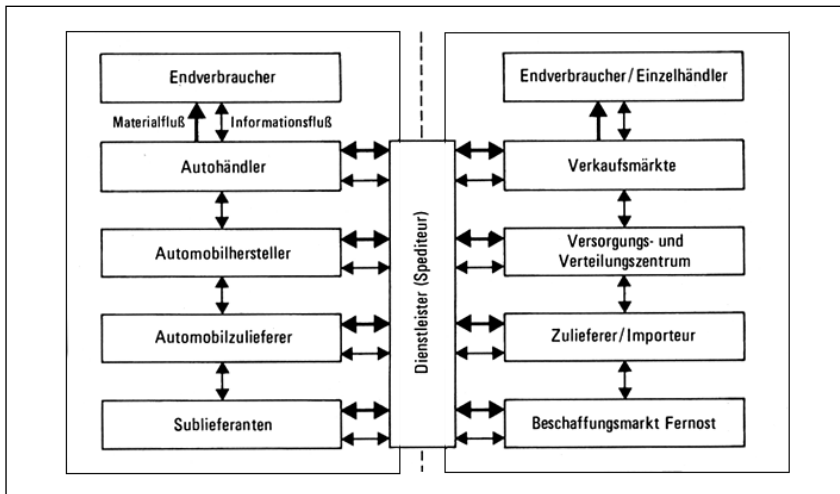 Endverbraucher
Materialfluß
Informationsfluß
Autohändler
Automobilhersteller
Automobilzulieferer
Sublieferanten
Dienstleister (Spediteur)
Endverbraucher/Einzelhändler
Verkaufsmärkte
Versorgungs- und
Verteilungszentrum
Zulieferer/Importeur
Beschaffungsmarkt Fernost